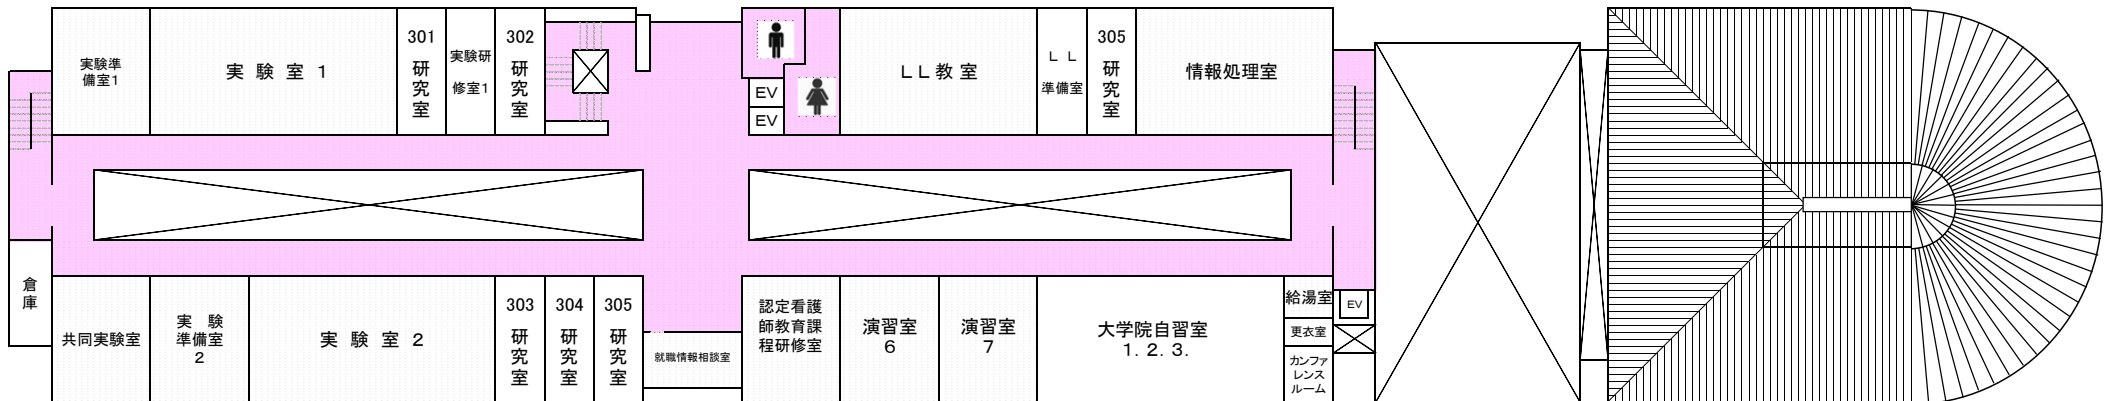 実験準
備室1
実 験 室 1
301
研
究
室
実験研
修室1
302
研
究
室
EV
EV
LL教室
L L
準備室
305
研
究
室
情報処理室
倉
庫
共同実験室
実 験
準備室
2
実 験 室 2
303
研
究
室
304
研
究
室
305
研
究
室
就職情報相談室
認定看護
師教育課
程研修室
演習室
6
演習室
7
大学院自習室
1. 2. 3.
給湯室
更衣室
カンファ
レンス
ルーム
EV